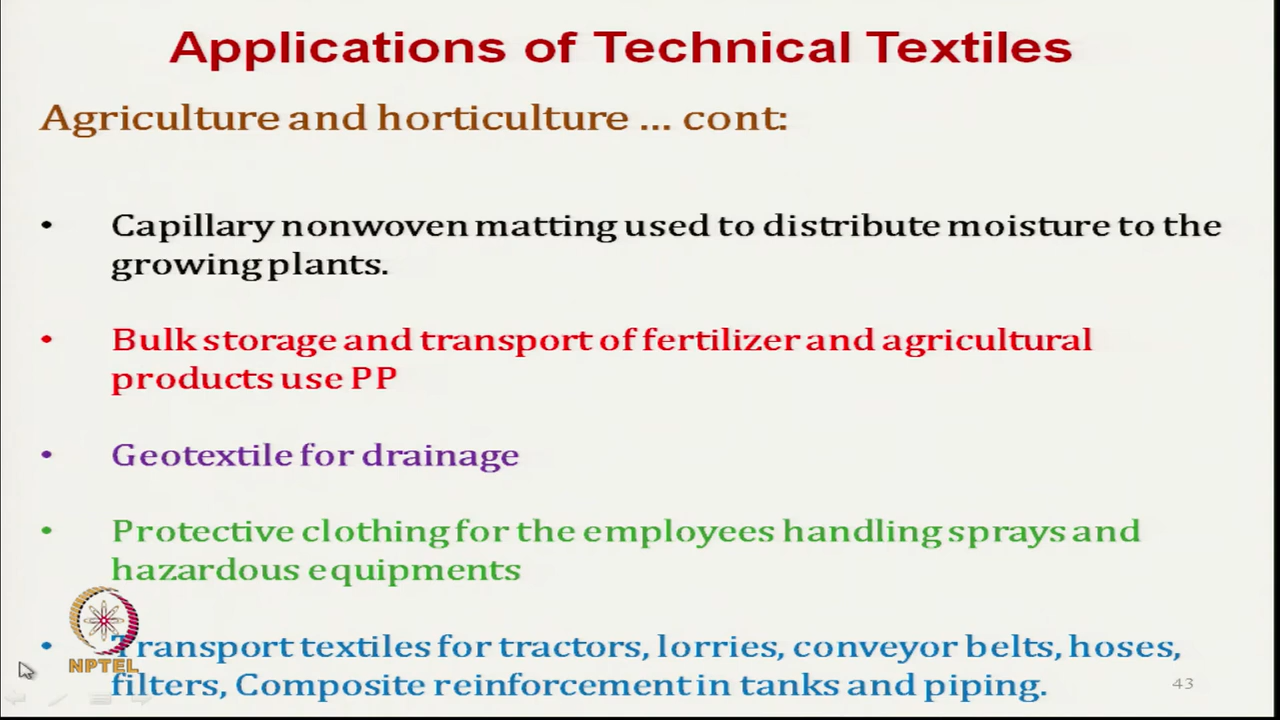 Applications of Technical Textiles
Agriculture and horticulture ... cont:
• Capillary nonwoven matting used to distribute moisture to the
growing plants.
• Bulk storage and transport of fertilizer and agricultural
products use PP
• Geotextile for drainage
• Protective clothing for the employees handling sprays and
hazardous equipments
• Transport textiles for tractors, lorries, conveyor belts, hoses,
filters, Composite reinforcement in tanks and piping.
NPTEL
43